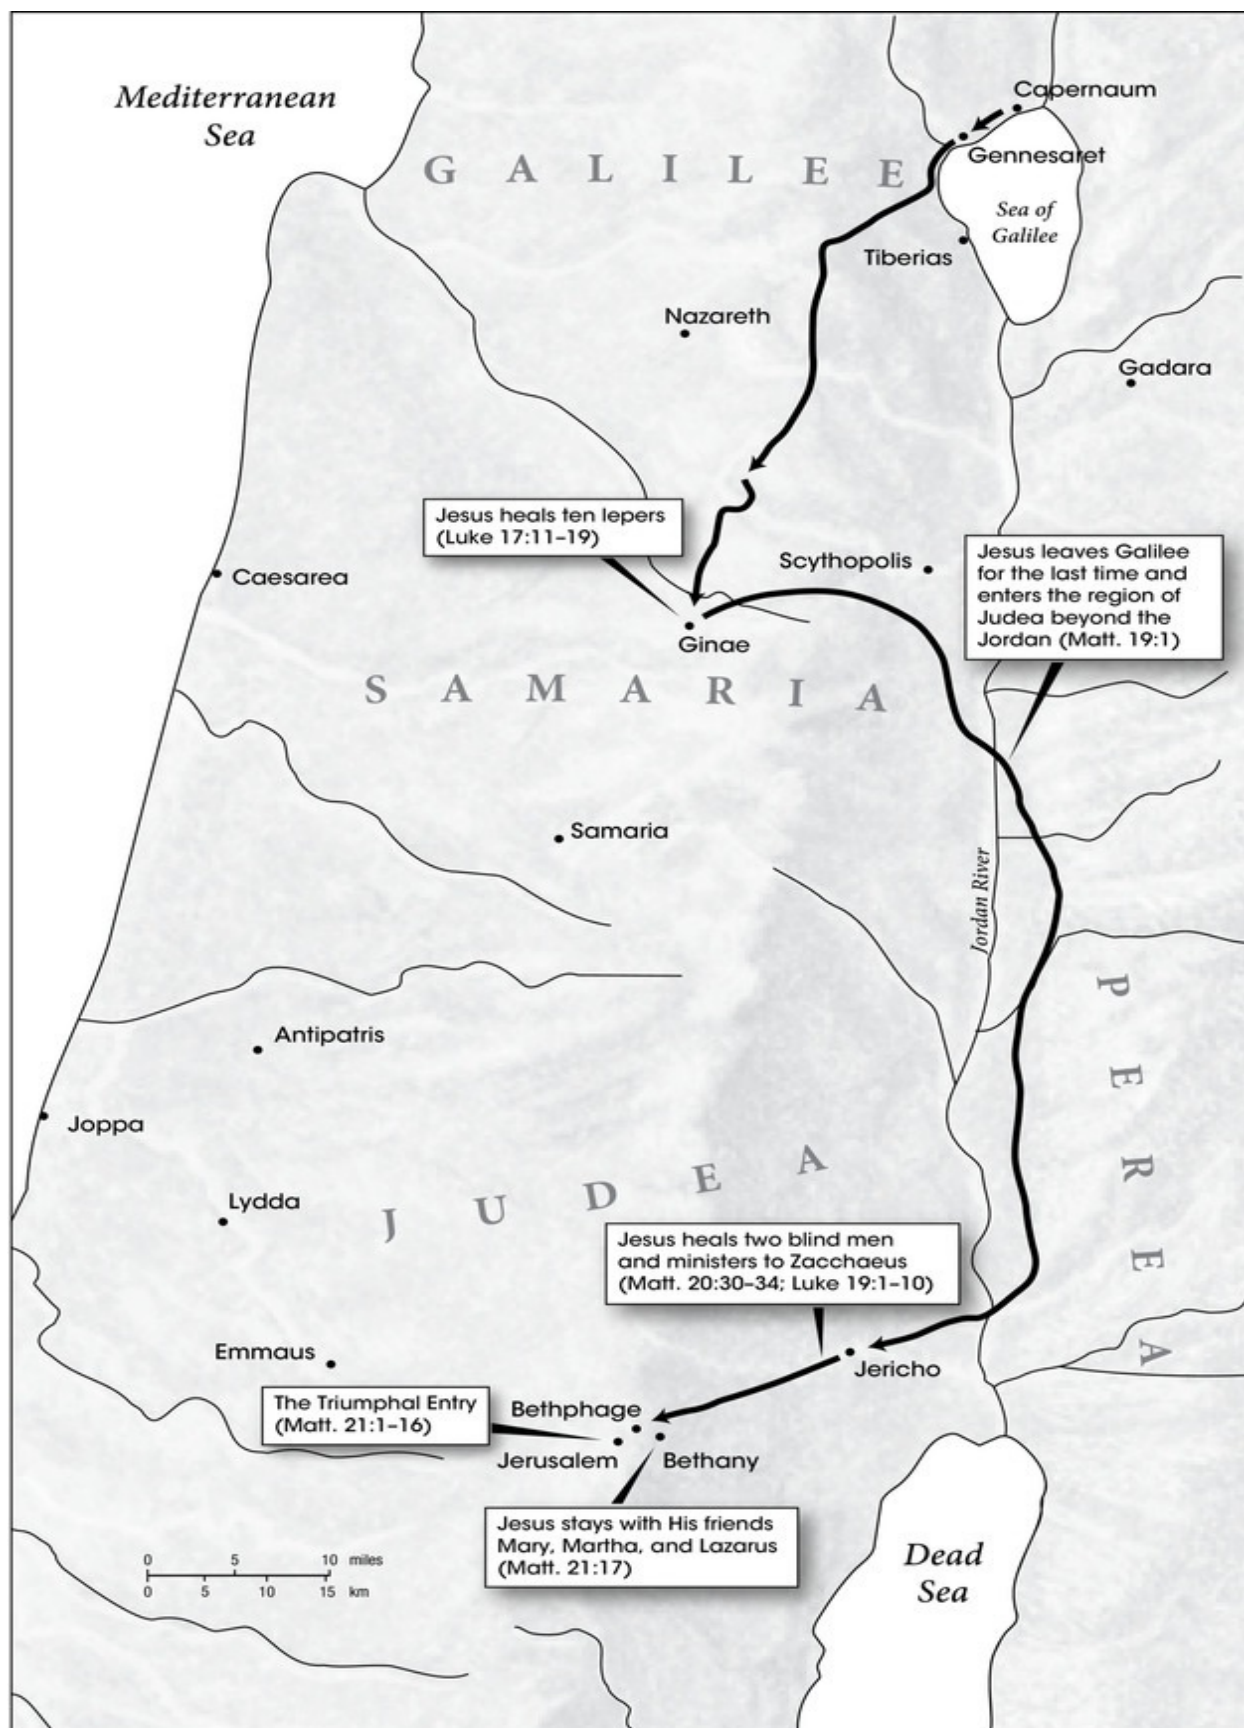 Mediterranean
Sea
Capernaum
Gennesaret
GALILEE
Sea of
Galilee
Tiberias
Nazareth
Gadara
Jesus heals ten lepers
(Luke 17:11–19)
Scythopolis
Jesus leaves Galilee
for the last time and
enters the region of
Judea beyond the
Jordan (Matt. 19:1)
Caesarea
Ginae
SAMARIA
Samaria
Jordan River
PEREA
Antipatris
Joppa
Lydda
JUDEA
Jesus heals two blind men
and ministers to Zacchaeus
(Matt. 20:30–34; Luke 19:1–10)
Emmaus
Jericho
The Triumphal Entry
(Matt. 21:1–16)
Bethphage
Jerusalem
Bethany
Jesus stays with His friends
Mary, Martha, and Lazarus
(Matt. 21:17)
Dead
Sea
0 5 10 miles
0 5 10 15 km